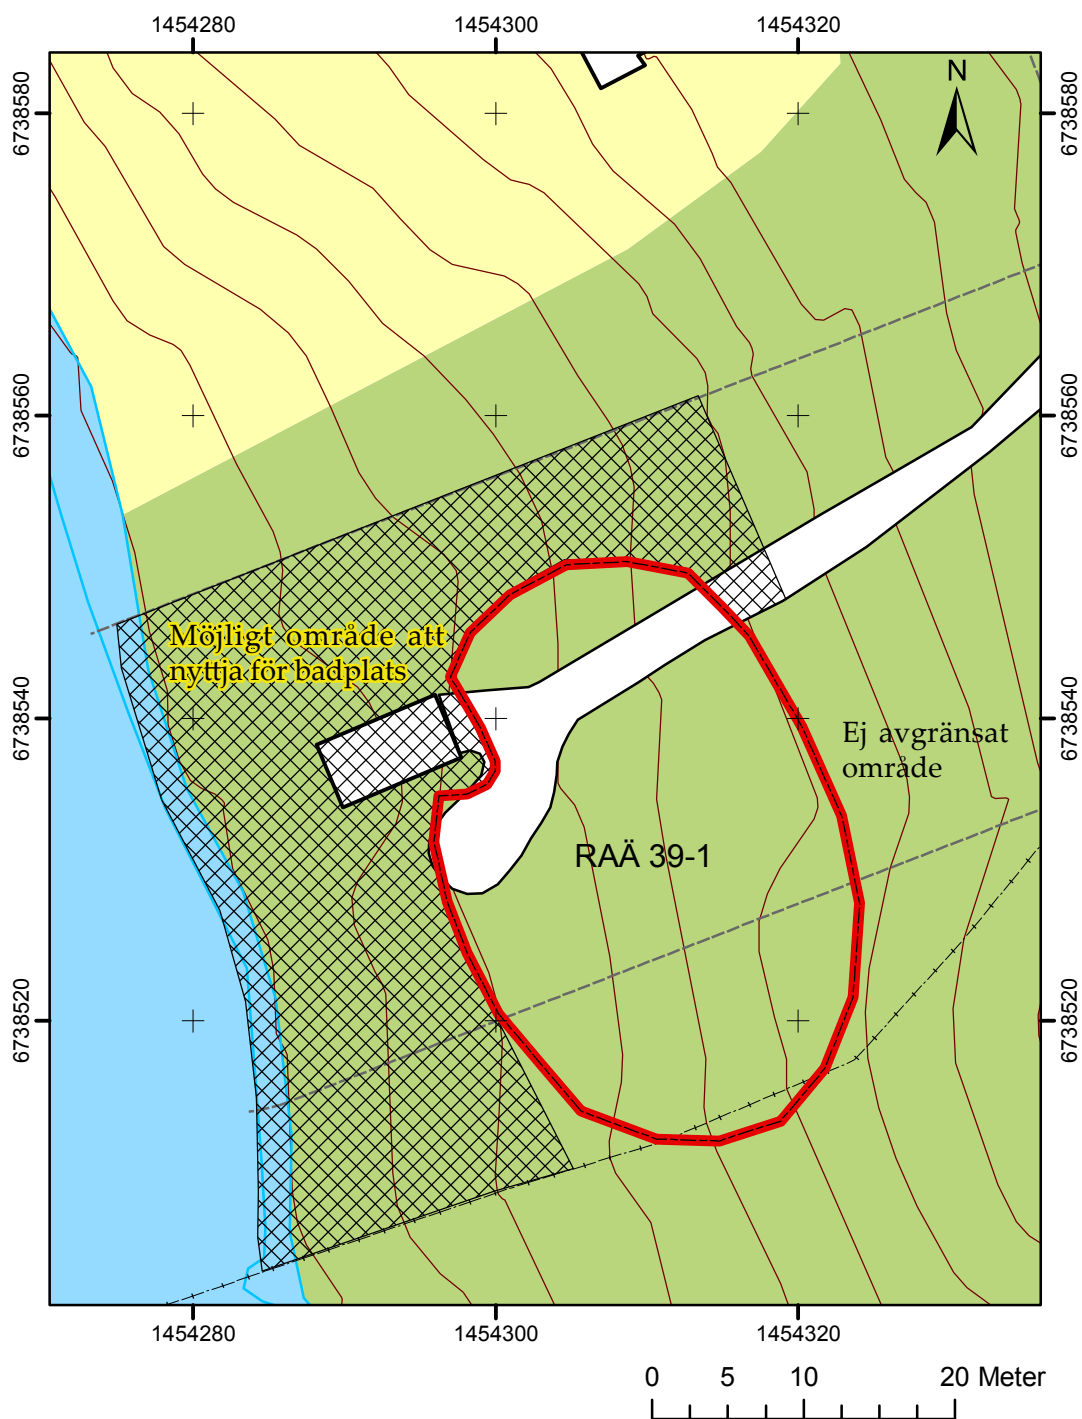 1454280 1454300 1454320
6738580 6738580
N
6738560 6738560
Möjligt område att
nyttja för badplats
6738540 6738540
Ej avgränsat
område
RAÄ 39-1
6738520 6738520
1454280 1454300 1454320
0 5 10 20 Meter